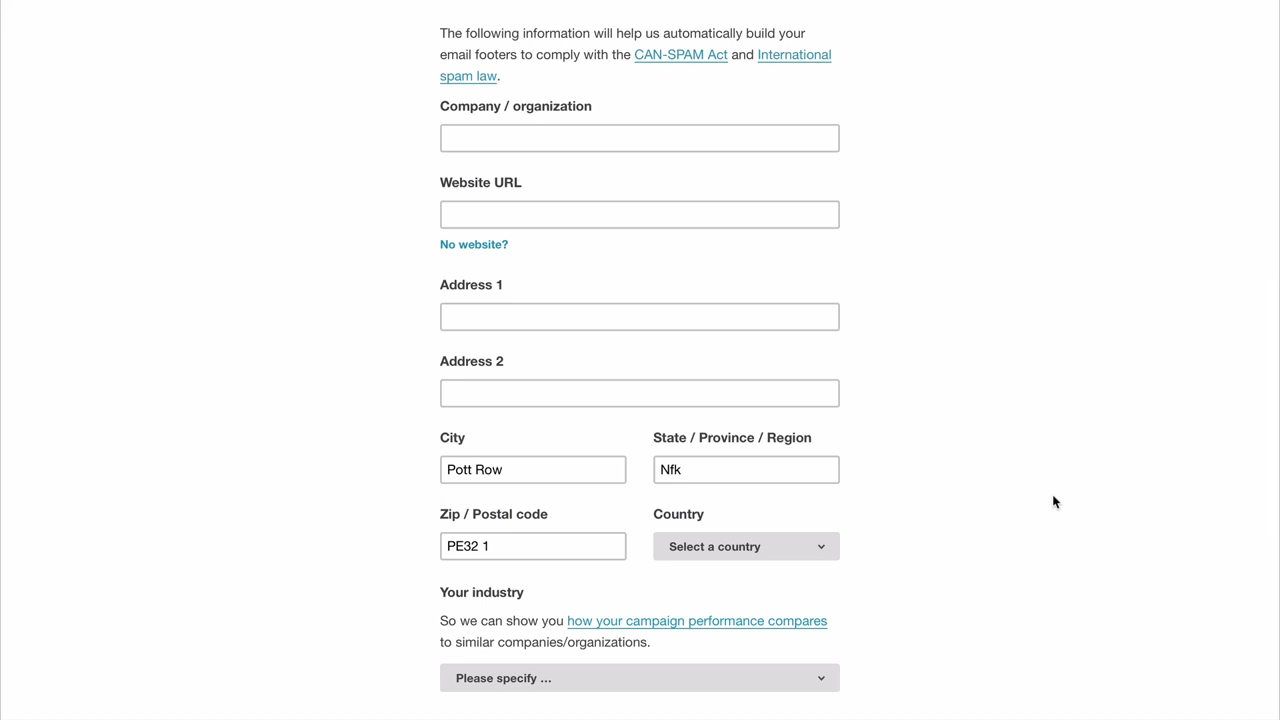 The following information will help us automatically build your
email footers to comply with the CAN-SPAM Act and International
spam law.
Company / organization
Website URL
No website?
Address 1
Address 2
City
State / Province / Region
Pott Row
Nfk
Zip / Postal code
Country
PE32 1
Select a country
Your industry
So we can show you how your campaign performance compares
to similar companies/organizations.
Please specify ...